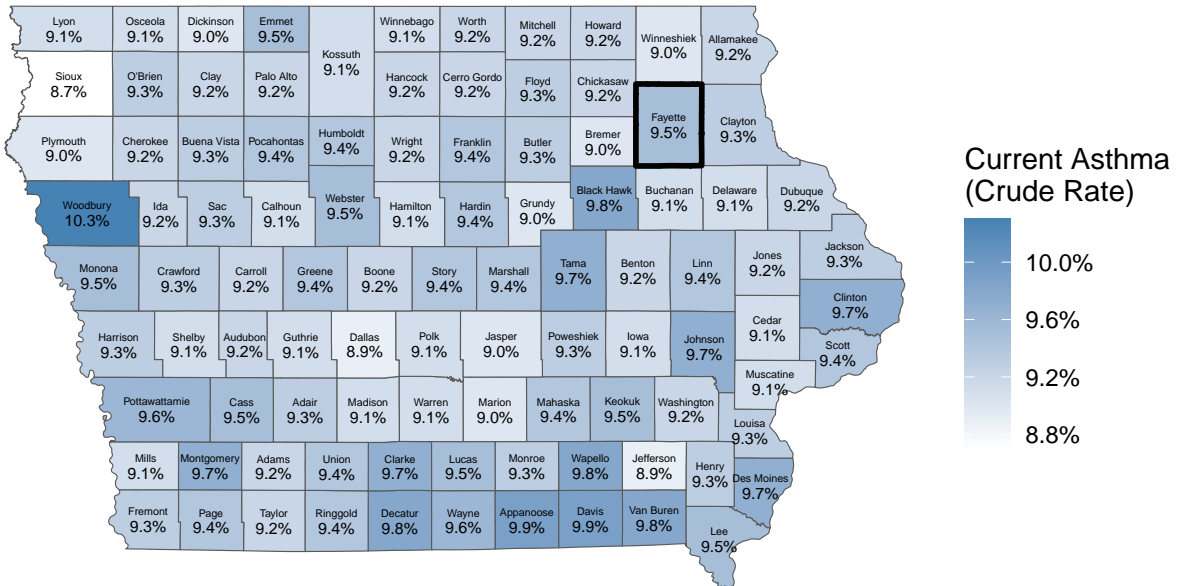 Lyon
9.1%
Osceola
9.1%
Dickinson
9.0%
Emmet
9.5%
Kossuth
9.1%
Winnebago
9.1%
Worth
9.2%
Mitchell
9.2%
Howard
9.2%
Winneshiek
9.0%
Allamakee
9.2%
Sioux
8.7%
O'Brien
9.3%
Clay
9.2%
Palo Alto
9.2%
Hancock
9.2%
Cerro Gordo
9.2%
Floyd
9.3%
Chickasaw
9.2%
Fayette
9.5%
Clayton
9.3%
Plymouth
9.0%
Cherokee
9.2%
Buena Vista
9.3%
Pocahontas
9.4%
Humboldt
9.4%
Wright
9.2%
Franklin
9.4%
Butler
9.3%
Bremer
9.0%
Woodbury
10.3%
Ida
9.2%
Sac
9.3%
Calhoun
9.1%
Webster
9.5%
Hamilton
9.1%
Hardin
9.4%
Grundy
9.0%
Black Hawk
9.8%
Buchanan
9.1%
Delaware
9.1%
Dubuque
9.2%
Monona
9.5%
Crawford
9.3%
Carroll
9.2%
Greene
9.4%
Boone
9.2%
Story
9.4%
Marshall
9.4%
Tama
9.7%
Benton
9.2%
Linn
9.4%
Jones
9.2%
Jackson
9.3%
Clinton
9.7%
Harrison
9.3%
Shelby
9.1%
Audubon
9.2%
Guthrie
9.1%
Dallas
8.9%
Polk
9.1%
Jasper
9.0%
Poweshiek
9.3%
Iowa
9.1%
Johnson
9.7%
Cedar
9.1%
Scott
9.4%
Muscatine
9.1%
Pottawattamie
9.6%
Cass
9.5%
Adair
9.3%
Madison
9.1%
Warren
9.1%
Marion
9.0%
Mahaska
9.4%
Keokuk
9.5%
Washington
9.2%
Louisa
9.3%
Mills
9.1%
Montgomery
9.7%
Adams
9.2%
Union
9.4%
Clarke
9.7%
Lucas
9.5%
Monroe
9.3%
Wapello
9.8%
Jefferson
8.9%
Henry
9.3%
Des Moines
9.7%
Fremont
9.3%
Page
9.4%
Taylor
9.2%
Ringgold
9.4%
Decatur
9.8%
Wayne
9.6%
Appanoose
9.9%
Davis
9.9%
Van Buren
9.8%
Lee
9.5%
Current Asthma
(Crude Rate)
10.0%
9.6%
9.2%
8.8%